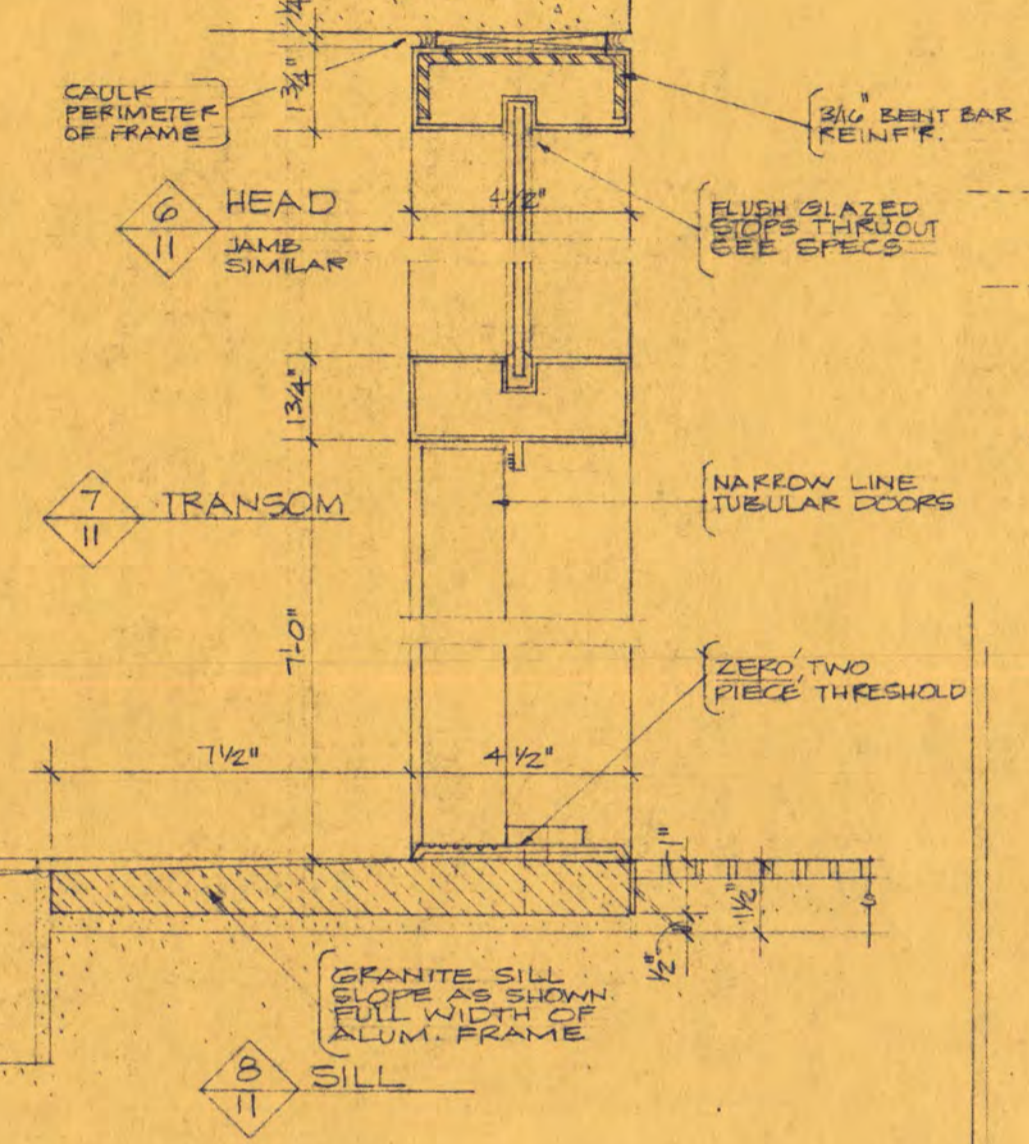 1/4
1 3/4"
CAULK
PERIMETER
OF FRAME
3/16" BENT BAR
REINF'R.
6
11
HEAD
JAMB
SIMILAR
4 1/2"
FLUSH GLAZED
STOPS THRUOUT
SEE SPECS
1 3/4"
7
11
TRANSOM
NARROW LINE
TUBULAR DOORS
7'-0"
ZERO, TWO
PIECE THRESHOLD
7 1/2"
4 1/2"
1"
1 1/2"
1/2"
GRANITE SILL
SLOPE AS SHOWN.
FULL WIDTH OF
ALUM. FRAME
8
11
SILL